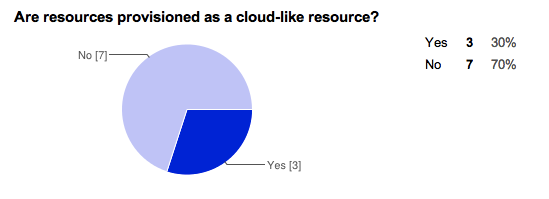 Are resources provisioned as a cloud-like resource?
Yes 3 30%
No 7 70%
No [7]
Yes [3]